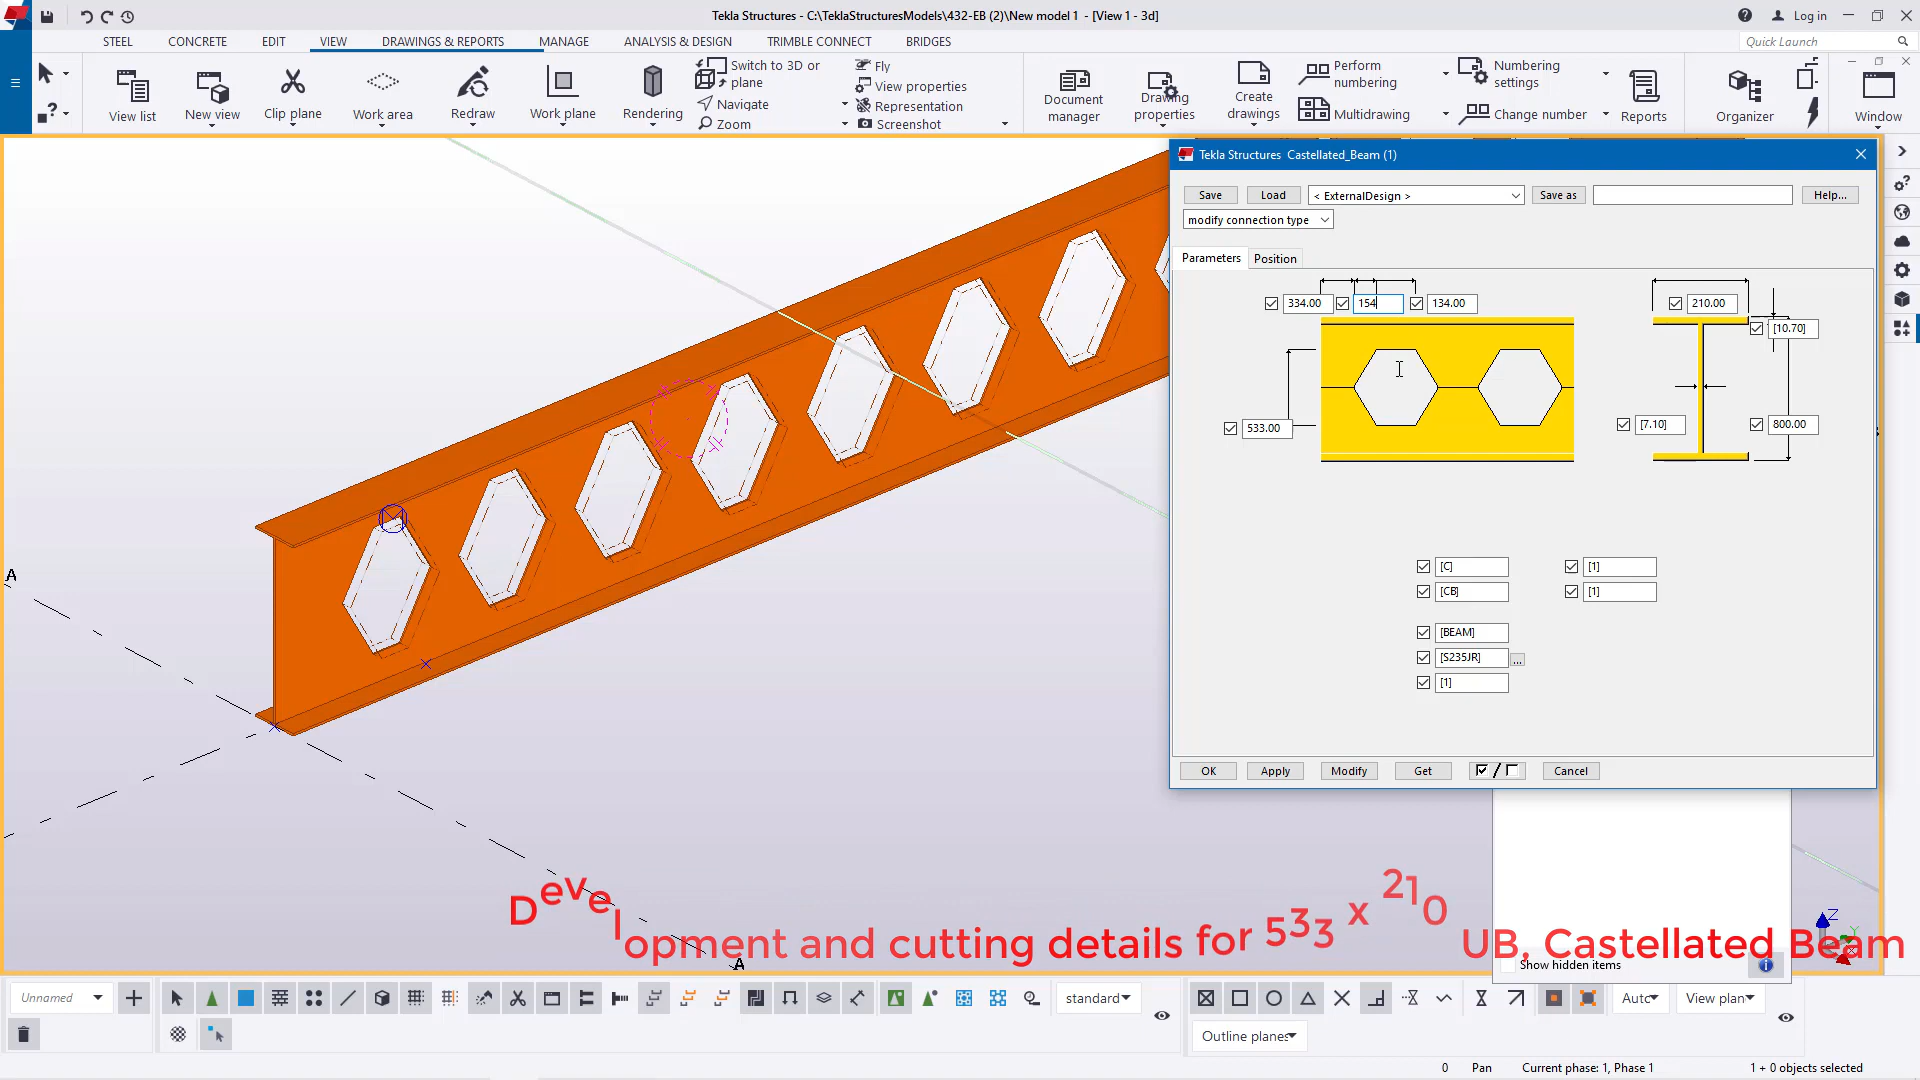 Tekla Structures - C:\TeklaStructuresModels\432-EB (2)\New model 1 - [View 1 - 3d]
Log in
STEEL CONCRETE EDIT VIEW DRAWINGS & REPORTS MANAGE ANALYSIS & DESIGN TRIMBLE CONNECT BRIDGES
Quick Launch
View list
New view
Clip plane
Work area
Redraw
Work plane
Rendering
Switch to 3D or plane
Navigate
Zoom
Fly
View properties
Representation
Screenshot
Document manager
Drawing properties
Create drawings
Perform numbering
Multidrawing
Numbering settings
Change number
Reports
Organizer
Window
Tekla Structures Castellated_Beam (1)
Save Load < ExternalDesign > Save as Help...
modify connection type
Parameters Position
334.00 154 134.00 210.00
[10.70]
533.00 [7.10] 800.00
[C] [1]
[CB] [1]
[BEAM]
[S235JR] ...
[1]
OK Apply Modify Get / Cancel
A
A
Z
Development and cutting details for 533 x 210 UB, Castellated Beam
Show hidden items
Unnamed
standard
Auto
View plan
Outline planes
0 Pan Current phase: 1, Phase 1 1 + 0 objects selected